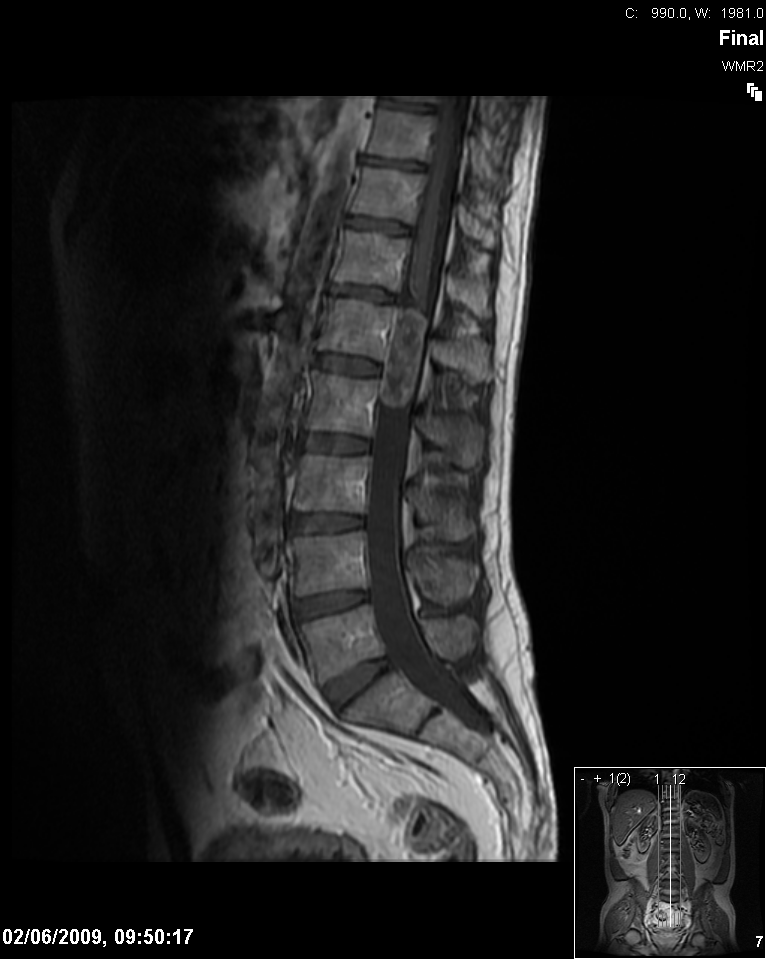 C: 990.0, W: 1981.0
Final
WMR2
- + 1(2) 1 12
02/06/2009, 09:50:17
7